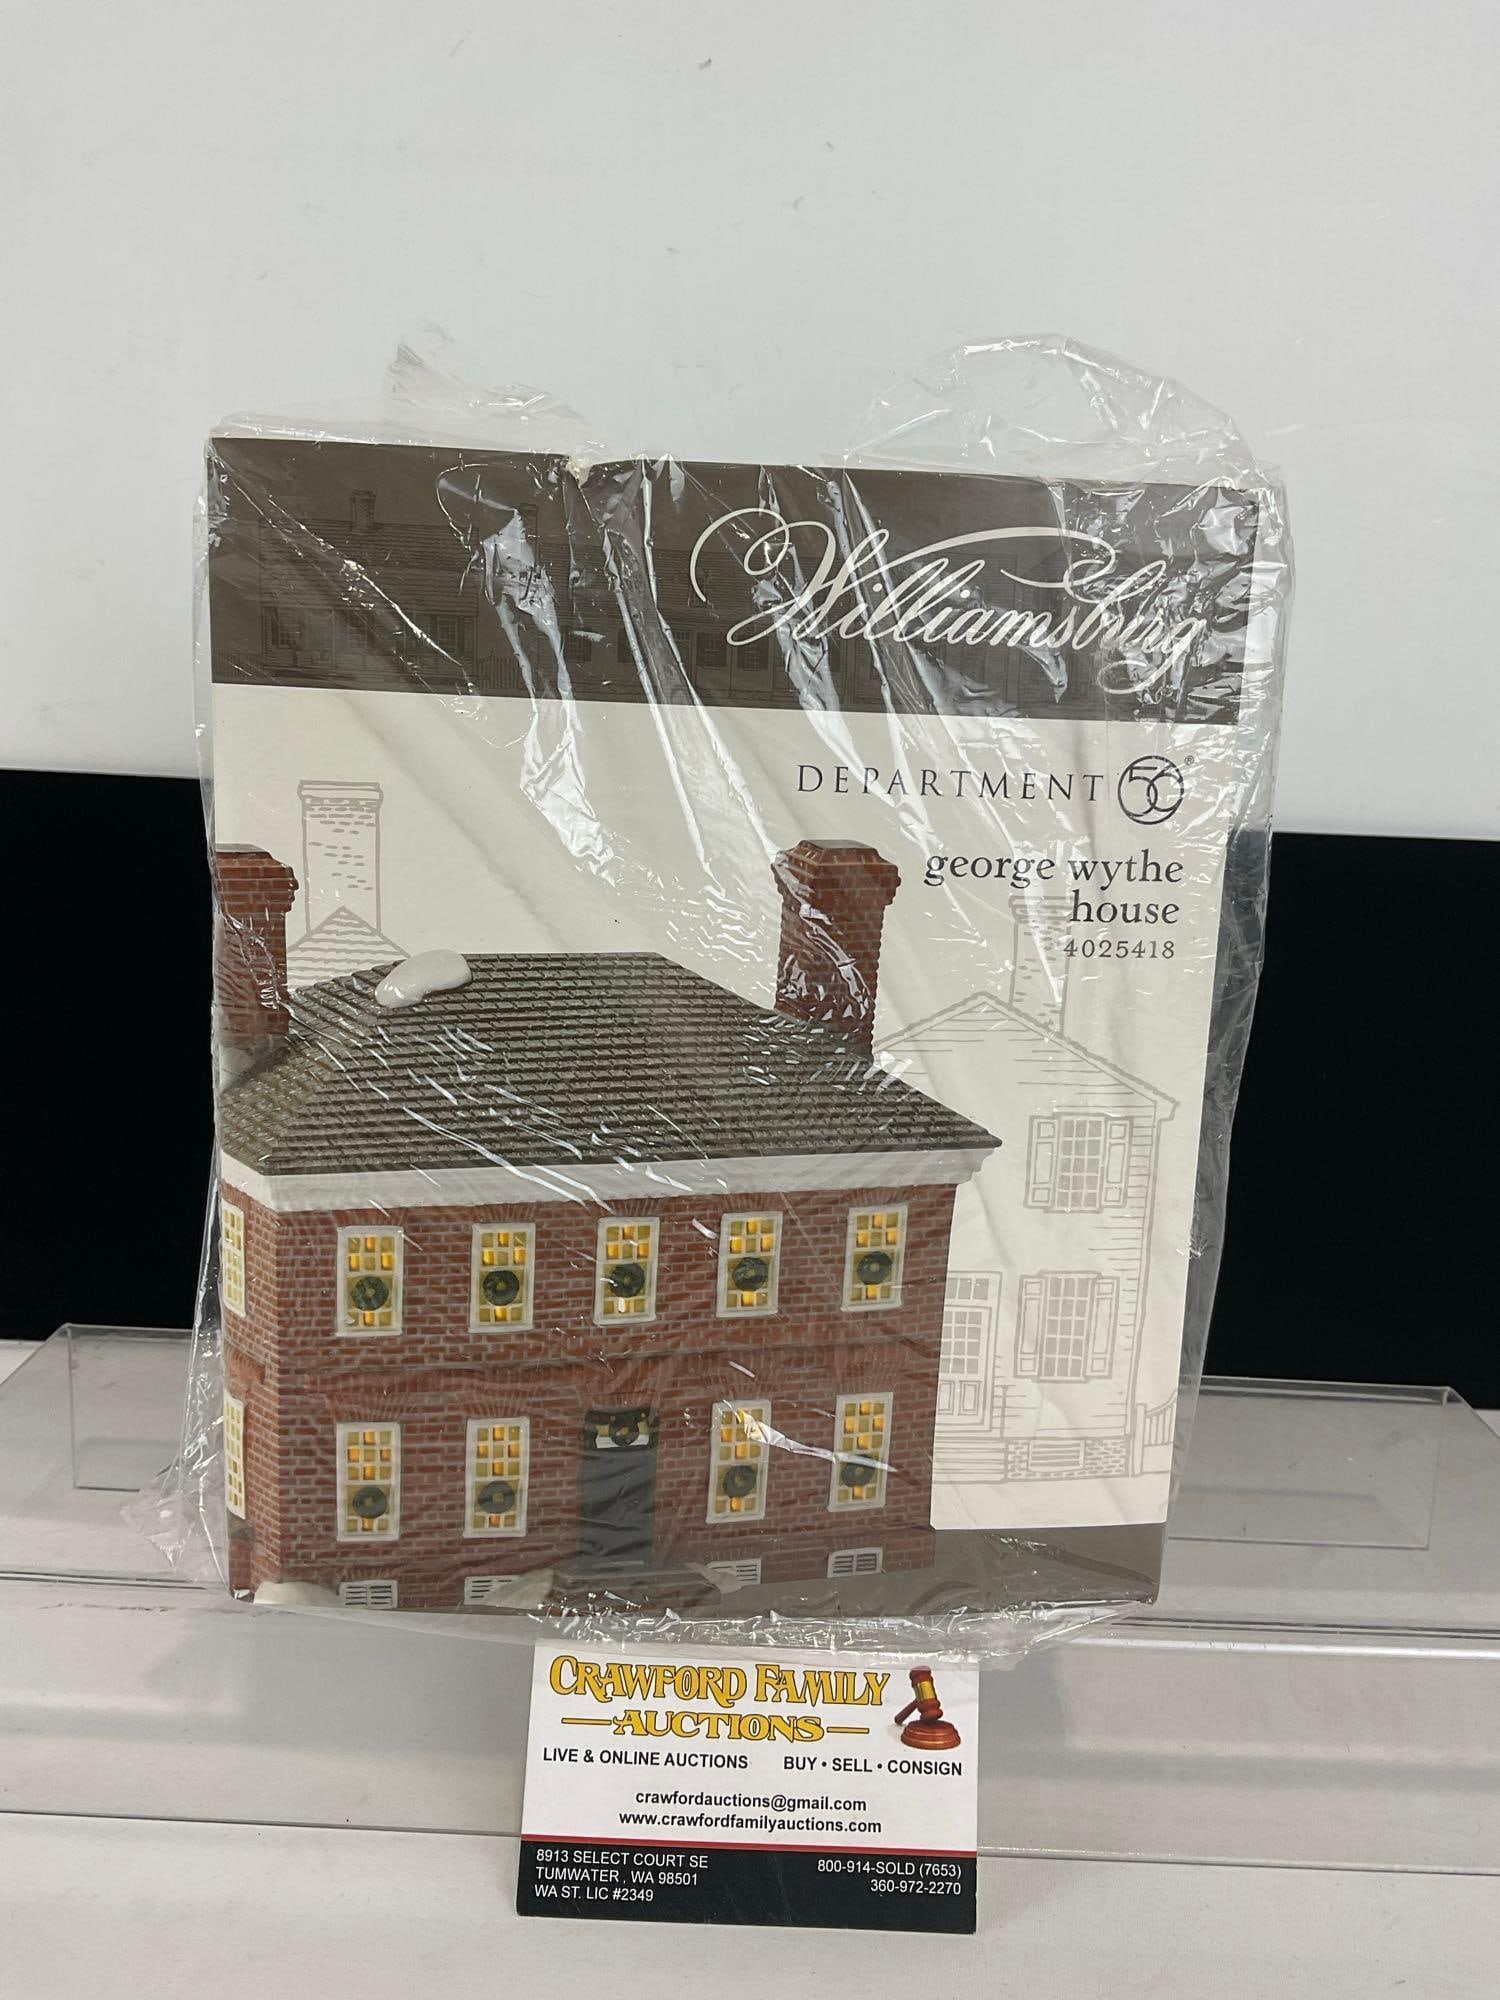 Williamsburg
DEPARTMENT 56®
george wythe
house
4025418
CRAWFORD FAMILY
—AUCTIONS—
LIVE & ONLINE AUCTIONS BUY • SELL • CONSIGN
crawfordauctions@gmail.com
www.crawfordfamilyauctions.com
8913 SELECT COURT SE 800-914-SOLD (7653)
TUMWATER , WA 98501 360-972-2270
WA ST. LIC #2349